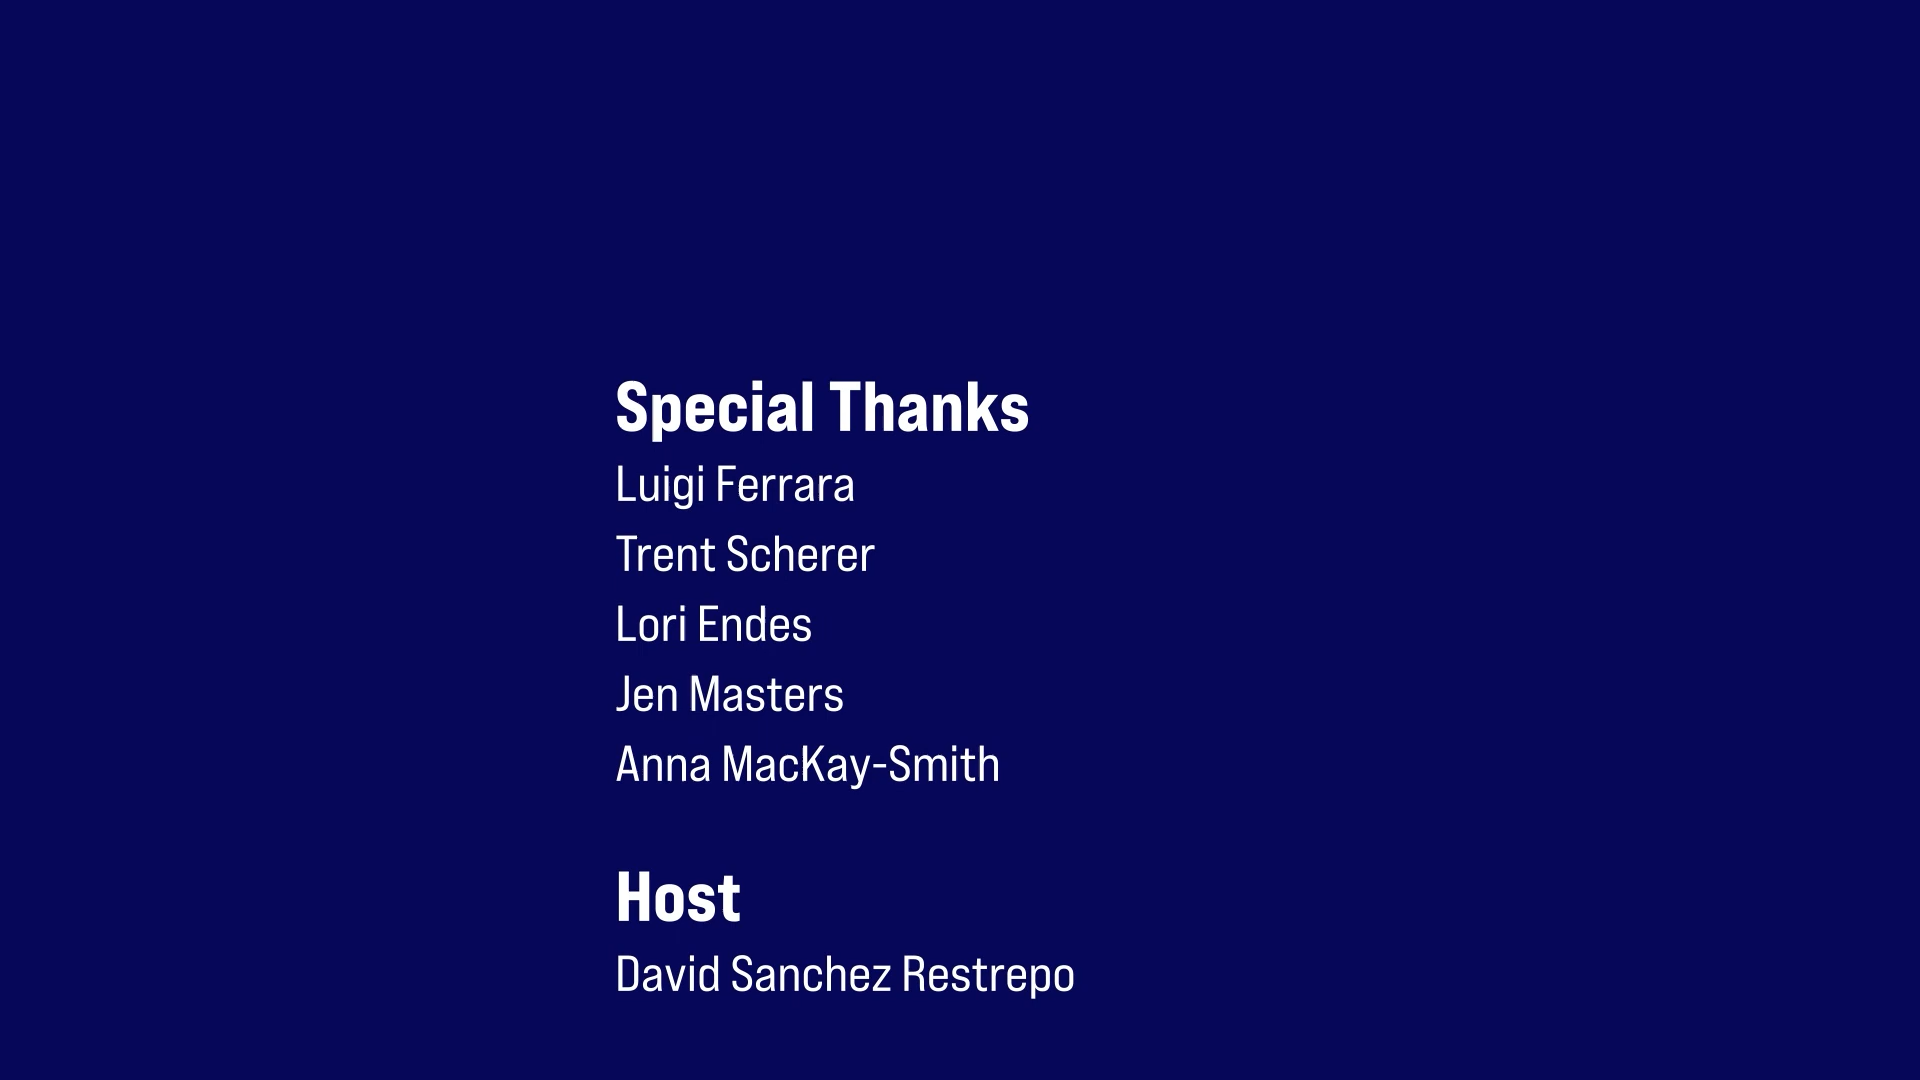 Special Thanks
Luigi Ferrara
Trent Scherer
Lori Endes
Jen Masters
Anna MacKay-Smith
Host
David Sanchez Restrepo